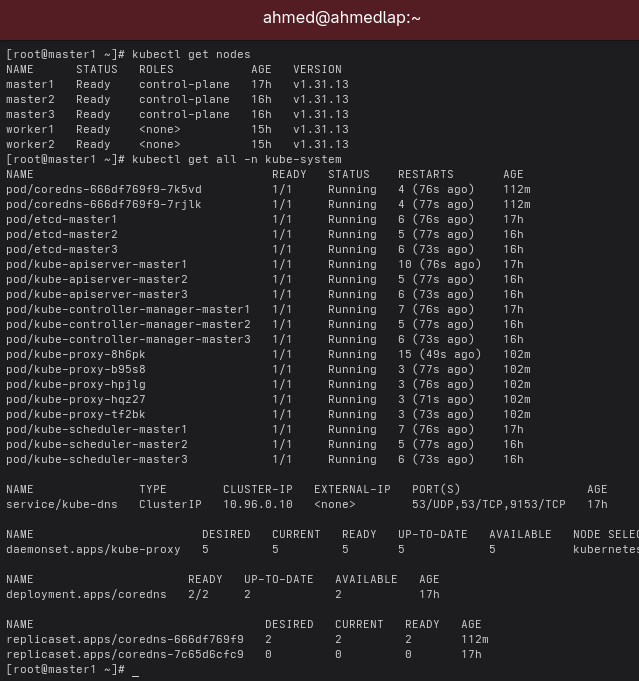 ahmed@ahmedlap:~
[root@master1 ~]# kubectl get nodes
NAME      STATUS   ROLES           AGE   VERSION
master1   Ready    control-plane   17h   v1.31.13
master2   Ready    control-plane   16h   v1.31.13
master3   Ready    control-plane   16h   v1.31.13
worker1   Ready    <none>          15h   v1.31.13
worker2   Ready    <none>          15h   v1.31.13
[root@master1 ~]# kubectl get all -n kube-system
NAME                                  READY   STATUS    RESTARTS       AGE
pod/coredns-666df769f9-7k5vd          1/1     Running   4 (76s ago)    112m
pod/coredns-666df769f9-7rjlk          1/1     Running   4 (77s ago)    112m
pod/etcd-master1                      1/1     Running   6 (76s ago)    17h
pod/etcd-master2                      1/1     Running   5 (77s ago)    16h
pod/etcd-master3                      1/1     Running   6 (73s ago)    16h
pod/kube-apiserver-master1            1/1     Running   10 (76s ago)   17h
pod/kube-apiserver-master2            1/1     Running   5 (77s ago)    16h
pod/kube-apiserver-master3            1/1     Running   6 (73s ago)    16h
pod/kube-controller-manager-master1   1/1     Running   7 (76s ago)    17h
pod/kube-controller-manager-master2   1/1     Running   5 (77s ago)    16h
pod/kube-controller-manager-master3   1/1     Running   6 (73s ago)    16h
pod/kube-proxy-8h6pk                  1/1     Running   15 (49s ago)   102m
pod/kube-proxy-b95s8                  1/1     Running   3 (77s ago)    102m
pod/kube-proxy-hpjlg                  1/1     Running   3 (76s ago)    102m
pod/kube-proxy-hqz27                  1/1     Running   3 (71s ago)    102m
pod/kube-proxy-tf2bk                  1/1     Running   3 (73s ago)    102m
pod/kube-scheduler-master1            1/1     Running   7 (76s ago)    17h
pod/kube-scheduler-master2            1/1     Running   5 (77s ago)    16h
pod/kube-scheduler-master3            1/1     Running   6 (73s ago)    16h
NAME               TYPE        CLUSTER-IP   EXTERNAL-IP   PORT(S)                  AGE
service/kube-dns   ClusterIP   10.96.0.10   <none>        53/UDP,53/TCP,9153/TCP   17h
NAME                        DESIRED   CURRENT   READY   UP-TO-DATE   AVAILABLE   NODE SELEC
daemonset.apps/kube-proxy   5         5         5       5            5           kubernetes
NAME                      READY   UP-TO-DATE   AVAILABLE   AGE
deployment.apps/coredns   2/2     2            2           17h
NAME                                 DESIRED   CURRENT   READY   AGE
replicaset.apps/coredns-666df769f9   2         2         2       112m
replicaset.apps/coredns-7c65d6cfc9   0         0         0       17h
[root@master1 ~]# _